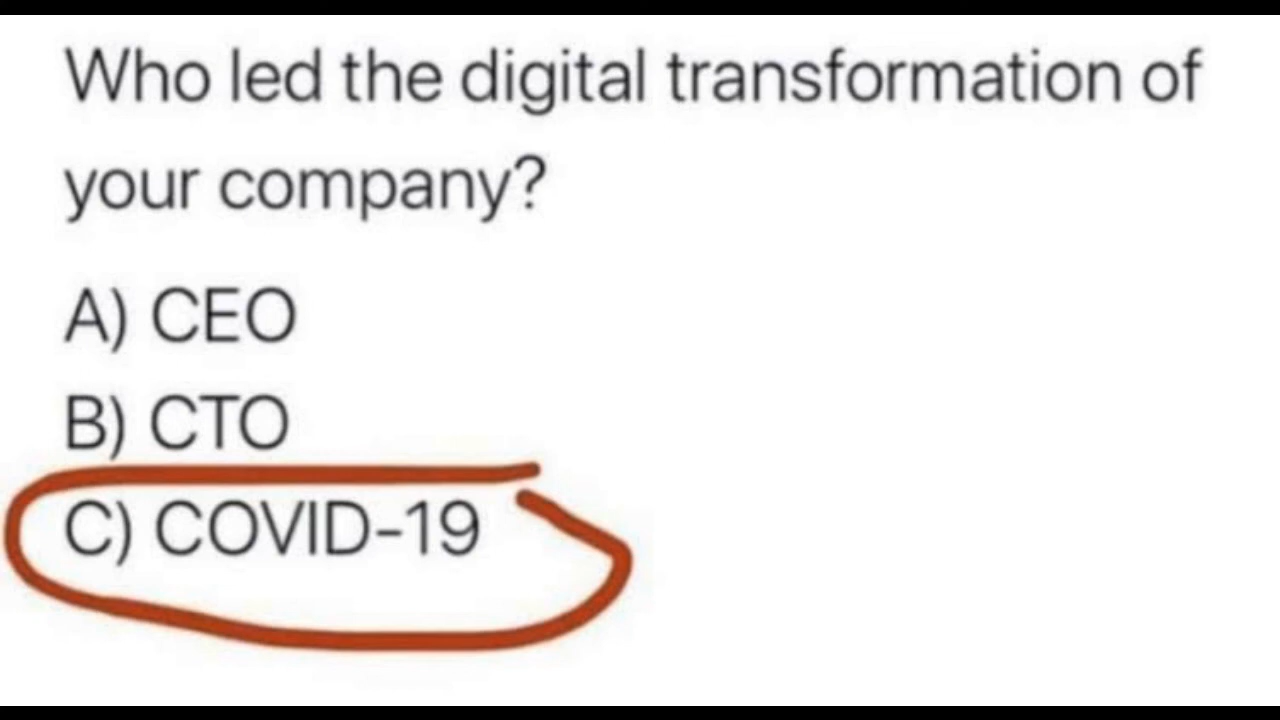 Who led the digital transformation of
your company?
A) CEO
B) CTO
C) COVID-19